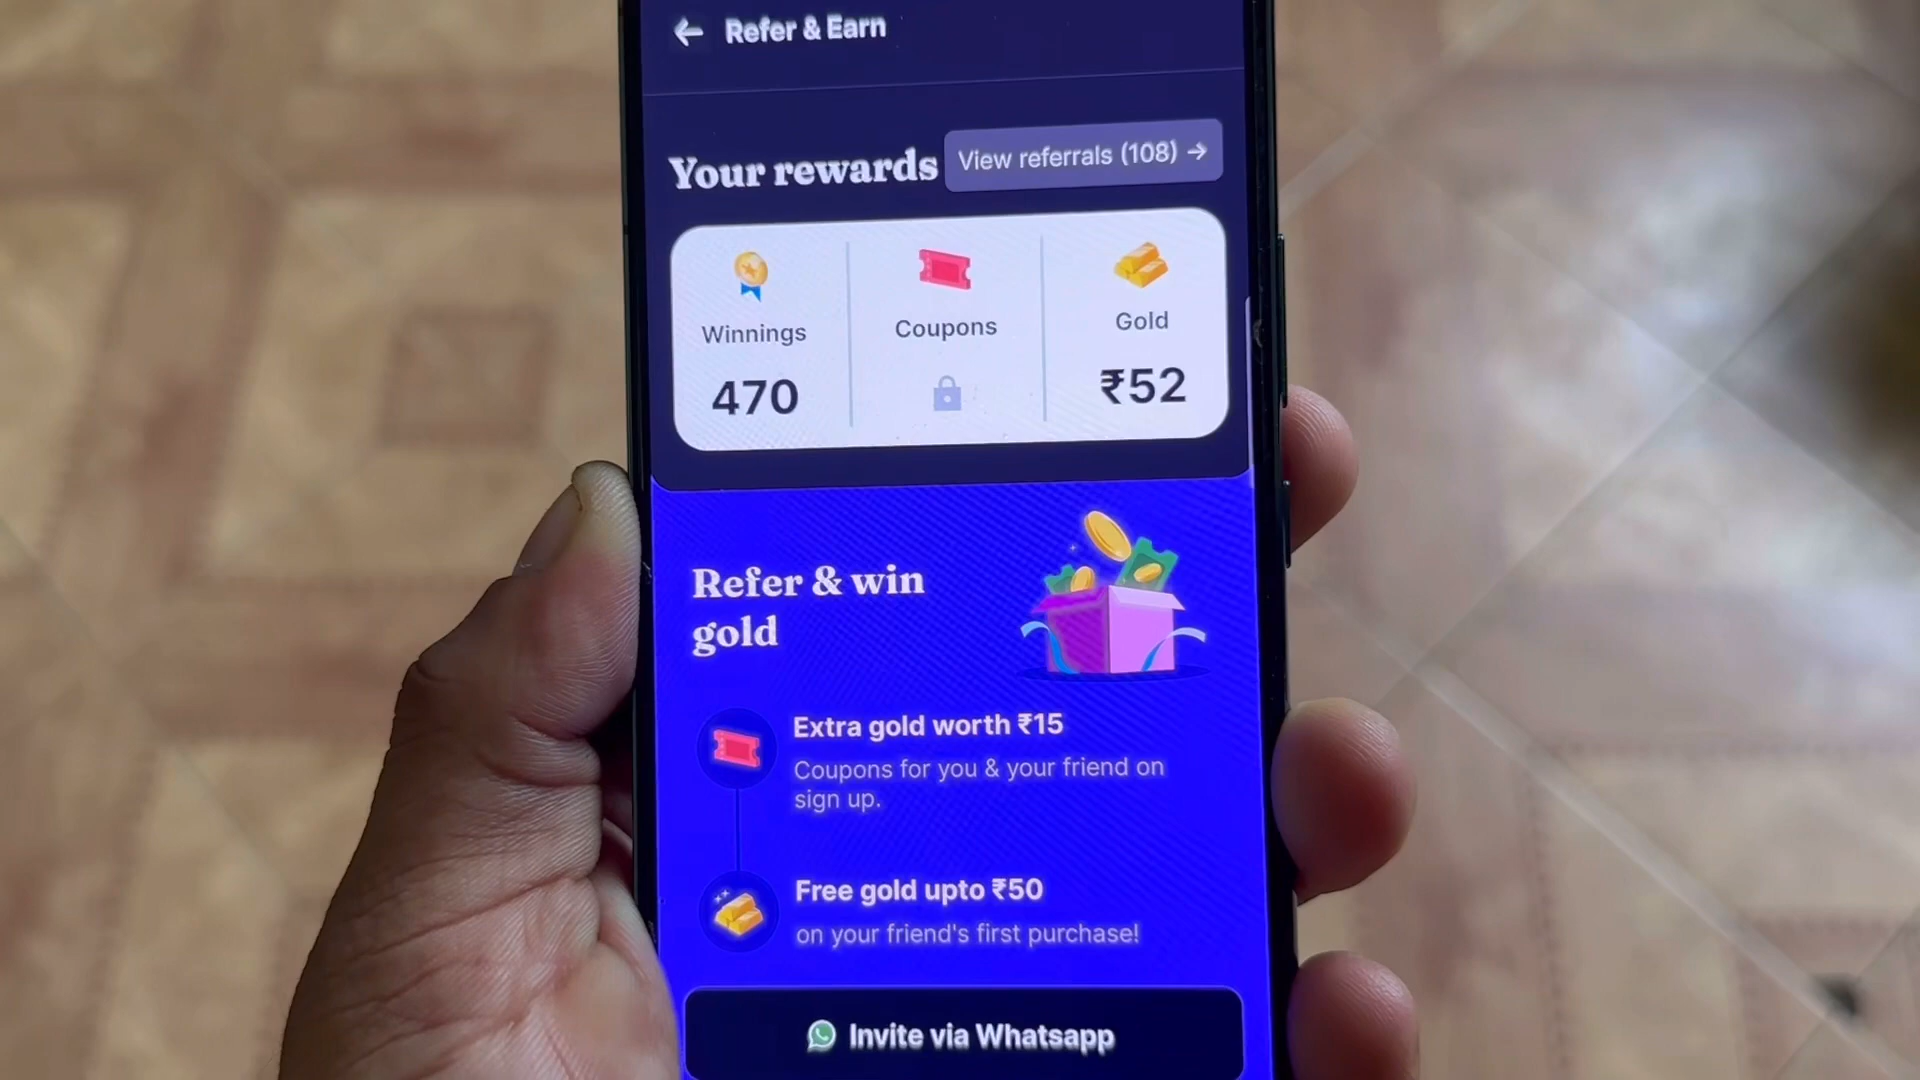 Refer & Earn
Your rewards
View referrals (108) →
Winnings
Coupons
Gold
470
₹52
Refer & win
gold
Extra gold worth ₹15
Coupons for you & your friend on
sign up.
Free gold upto ₹50
on your friend's first purchase!
Invite via Whatsapp